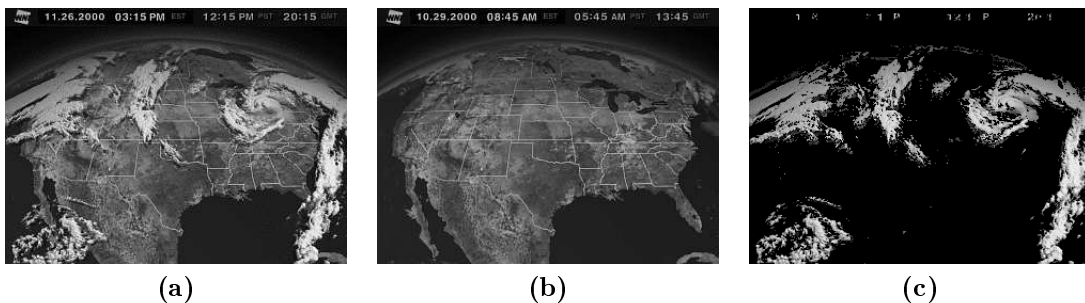 11.26.2000 03:15 PM EST 12:15 PM PST 20:15 GMT
10.29.2000 08:45 AM EST 05:45 AM PST 13:45 GMT
(a)
(b)
(c)